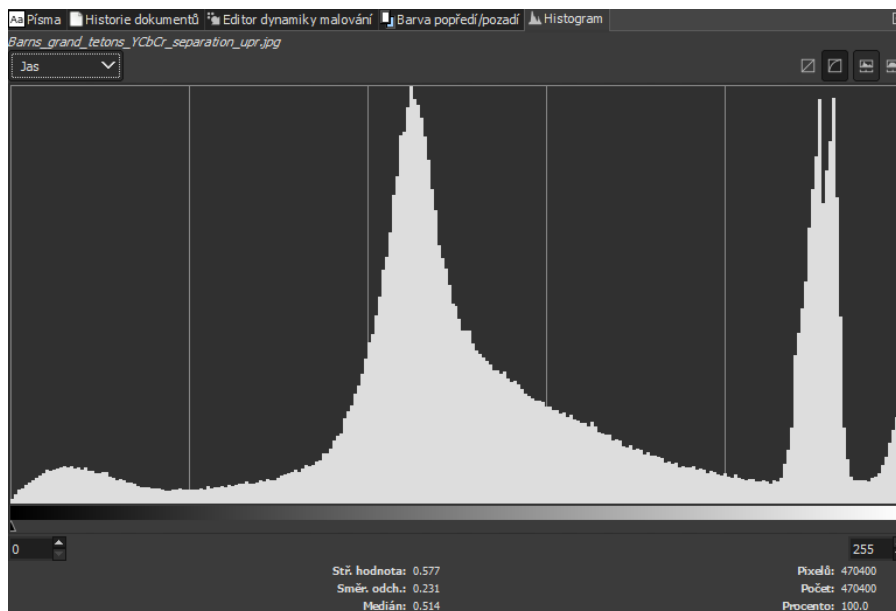 Aa Písma Historie dokumentů Editor dynamiky malování Barva popředí/pozadí Histogram
Barns_grand_tetons_YCbCr_separation_upr.jpg
Jas
0 255
Stř. hodnota: 0.577 Pixelů: 470400
Směr. odch.: 0.231 Počet: 470400
Medián: 0.514 Procento: 100.0